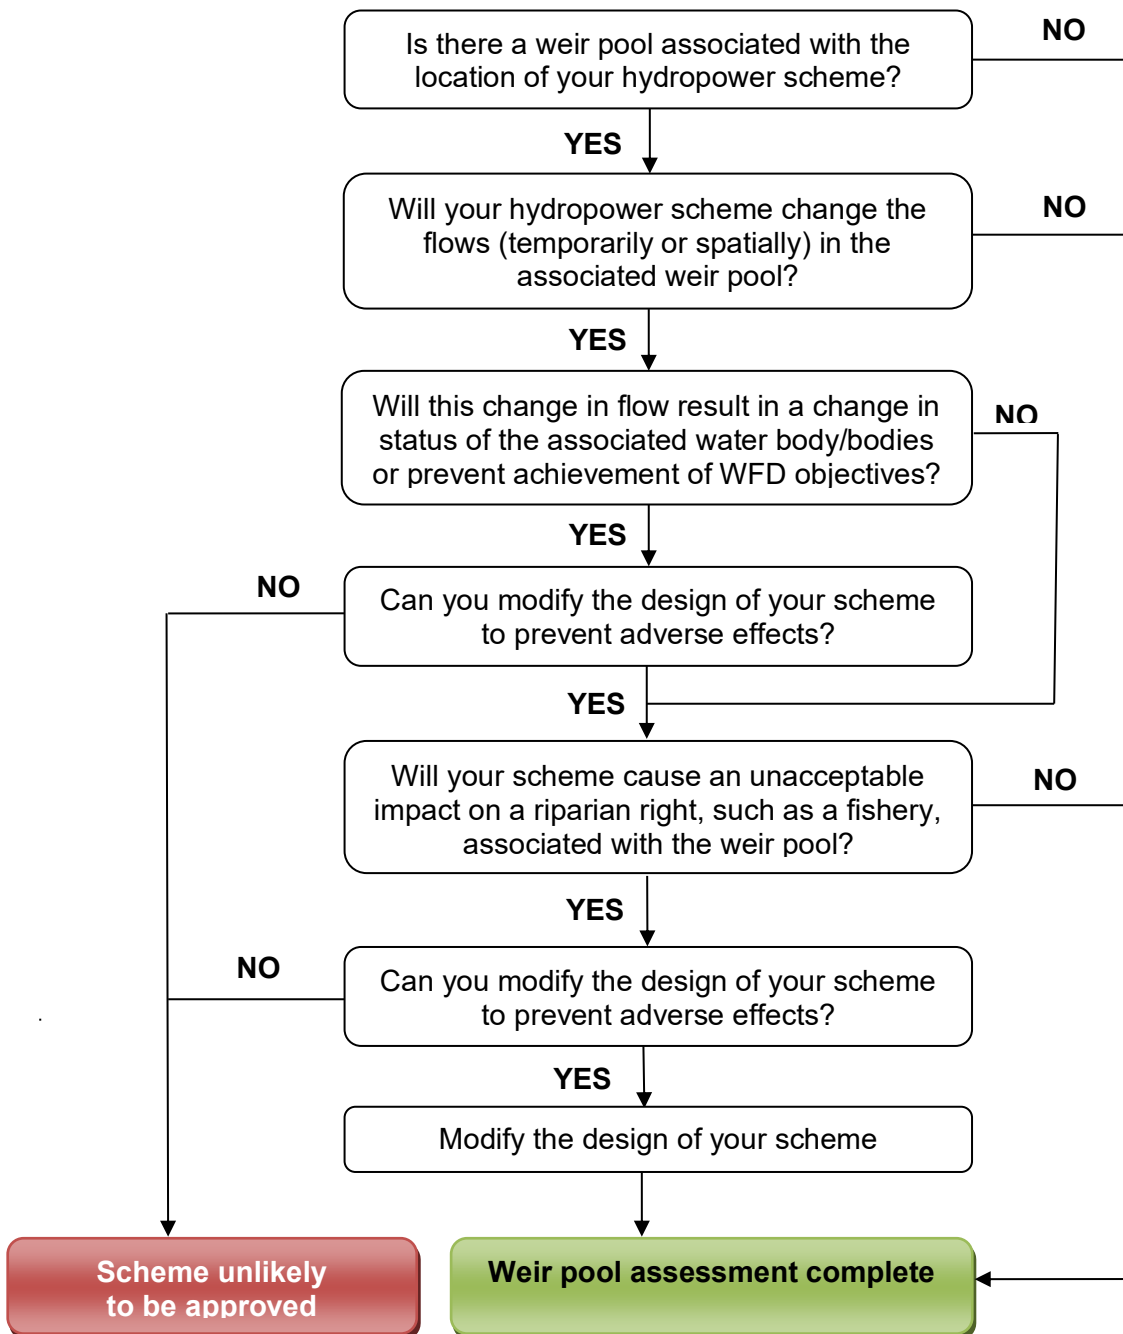 Is there a weir pool associated with the
location of your hydropower scheme?
NO
YES
Will your hydropower scheme change the
flows (temporarily or spatially) in the
associated weir pool?
NO
YES
Will this change in flow result in a change in
status of the associated water body/bodies
or prevent achievement of WFD objectives?
NO
YES
NO
Can you modify the design of your scheme
to prevent adverse effects?
YES
Will your scheme cause an unacceptable
impact on a riparian right, such as a fishery,
associated with the weir pool?
NO
YES
NO
Can you modify the design of your scheme
to prevent adverse effects?
YES
Modify the design of your scheme
Scheme unlikely
to be approved
Weir pool assessment complete